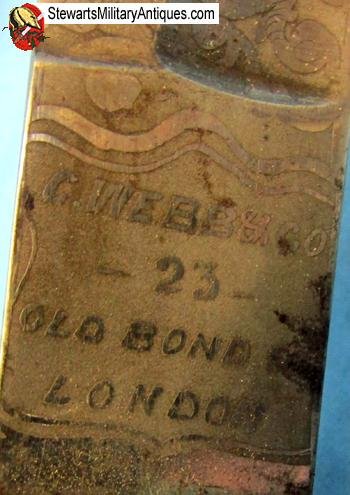 StewartsMilitaryAntiques.com
C. WEBB & CO
- 23 -
OLD BOND
LONDON